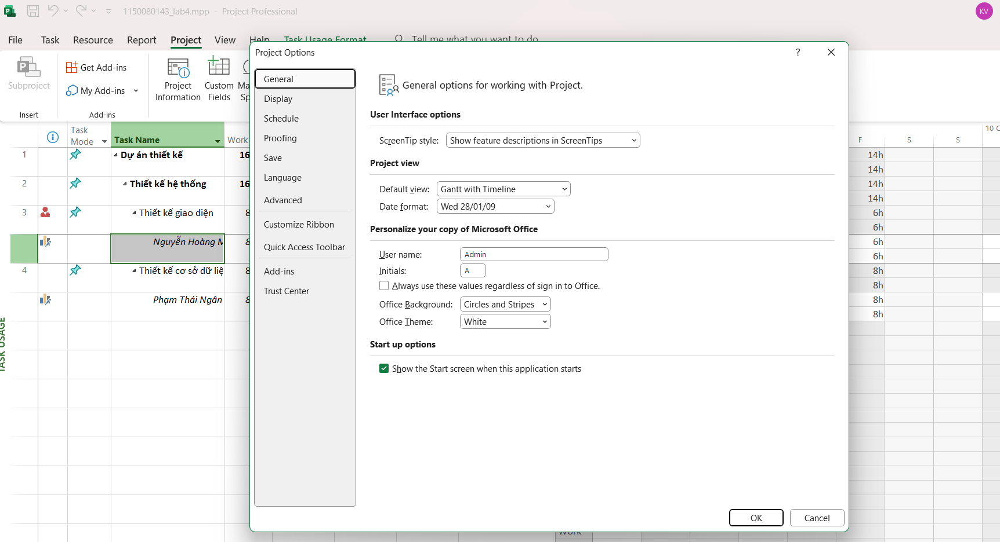 1150080143_lab4.mpp - Project Professional
KV
File Task Resource Report Project View Help Task Usage Format Tell me what you want to do
Subproject
Get Add-ins
My Add-ins
Project Information
Custom Fields
Insert
Add-ins
Project Options
?
General
Display
Schedule
Proofing
Save
Language
Advanced
Customize Ribbon
Quick Access Toolbar
Add-ins
Trust Center
General options for working with Project.
User Interface options
ScreenTip style: Show feature descriptions in ScreenTips
Project view
Default view: Gantt with Timeline
Date format: Wed 28/01/09
Personalize your copy of Microsoft Office
User name: Admin
Initials: A
Always use these values regardless of sign in to Office.
Office Background: Circles and Stripes
Office Theme: White
Start up options
Show the Start screen when this application starts
OK Cancel
Task Mode Task Name Work
1 Dự án thiết kế 16
2 Thiết kế hệ thống 16
3 Thiết kế giao diện 8
Nguyễn Hoàng 8
4 Thiết kế cơ sở dữ liệ 8
Phạm Thái Ngân 8
TASK USAGE
10
F S S
14h
14h
14h
14h
6h
6h
6h
6h
8h
8h
8h
8h
Work